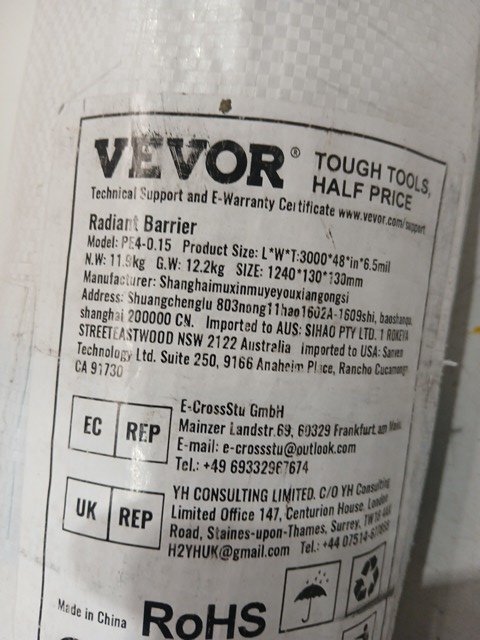 VEVOR® TOUGH TOOLS,
HALF PRICE
Technical Support and E-Warranty Certificate www.vevor.com/support
Radiant Barrier
Model: PE4-0.15 Product Size: L*W*T:3000*48*in*6.5mil
N.W: 11.9kg G.W: 12.2kg SIZE: 1240*130*130mm
Manufacturer: Shanghaimuxinmuyeyouxiangongsi
Address: Shuangchenglu 803nong11hao1602A-1609shi, baoshanqu,
shanghai 200000 CN. Imported to AUS: SIHAO PTY LTD. 1 ROKEVA
STREETEASTWOOD NSW 2122 Australia Imported to USA: Sanven
Technology Ltd. Suite 250, 9166 Anaheim Place, Rancho Cucamonga
CA 91730
EC REP
E-CrossStu GmbH
Mainzer Landstr.69, 60329 Frankfurt am Main.
E-mail: e-crossstu@outlook.com
Tel.: +49 69332967674
UK REP
YH CONSULTING LIMITED. C/O YH Consulting
Limited Office 147, Centurion House, London
Road, Staines-upon-Thames, Surrey,
H2YHUK@gmail.com Tel.: +44
Made in China RoHS